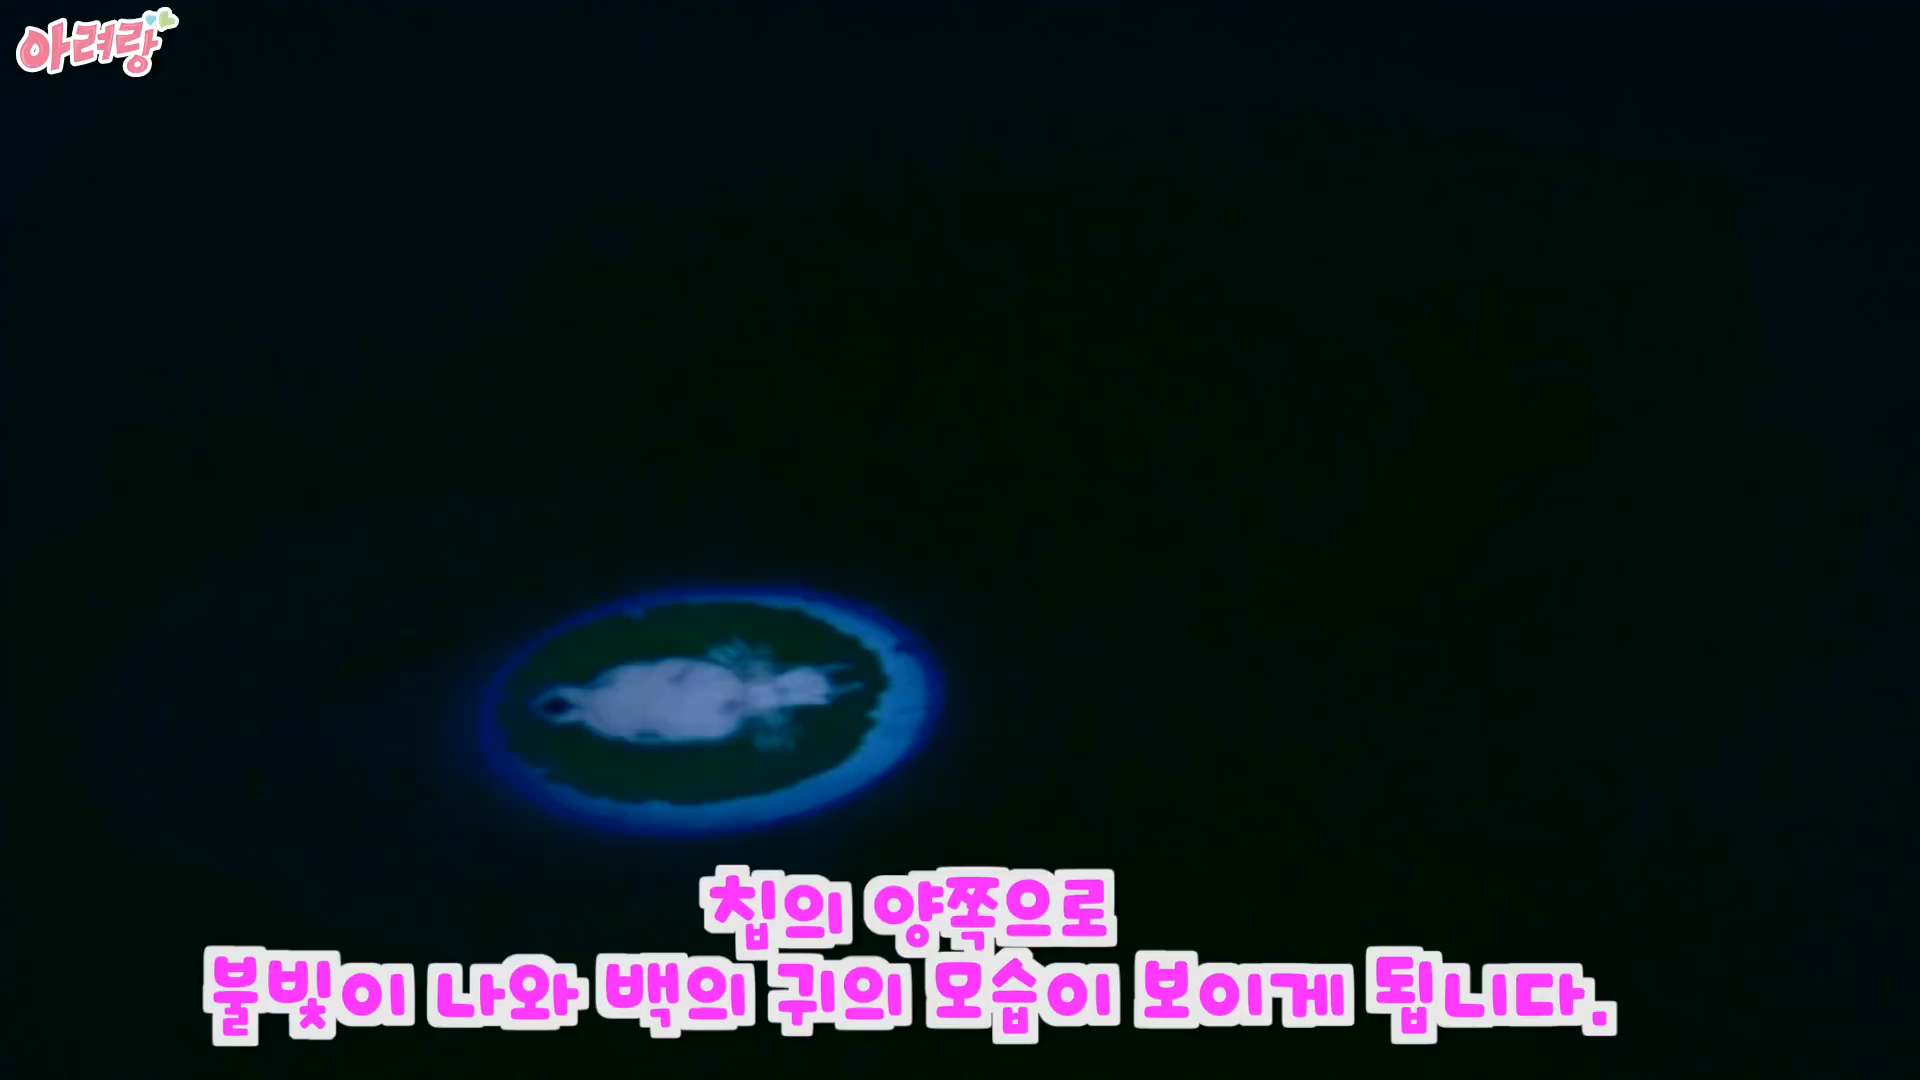 아려랑
칩의 양쪽으로
불빛이 나와 백의 귀의 모습이 보이게 됩니다.